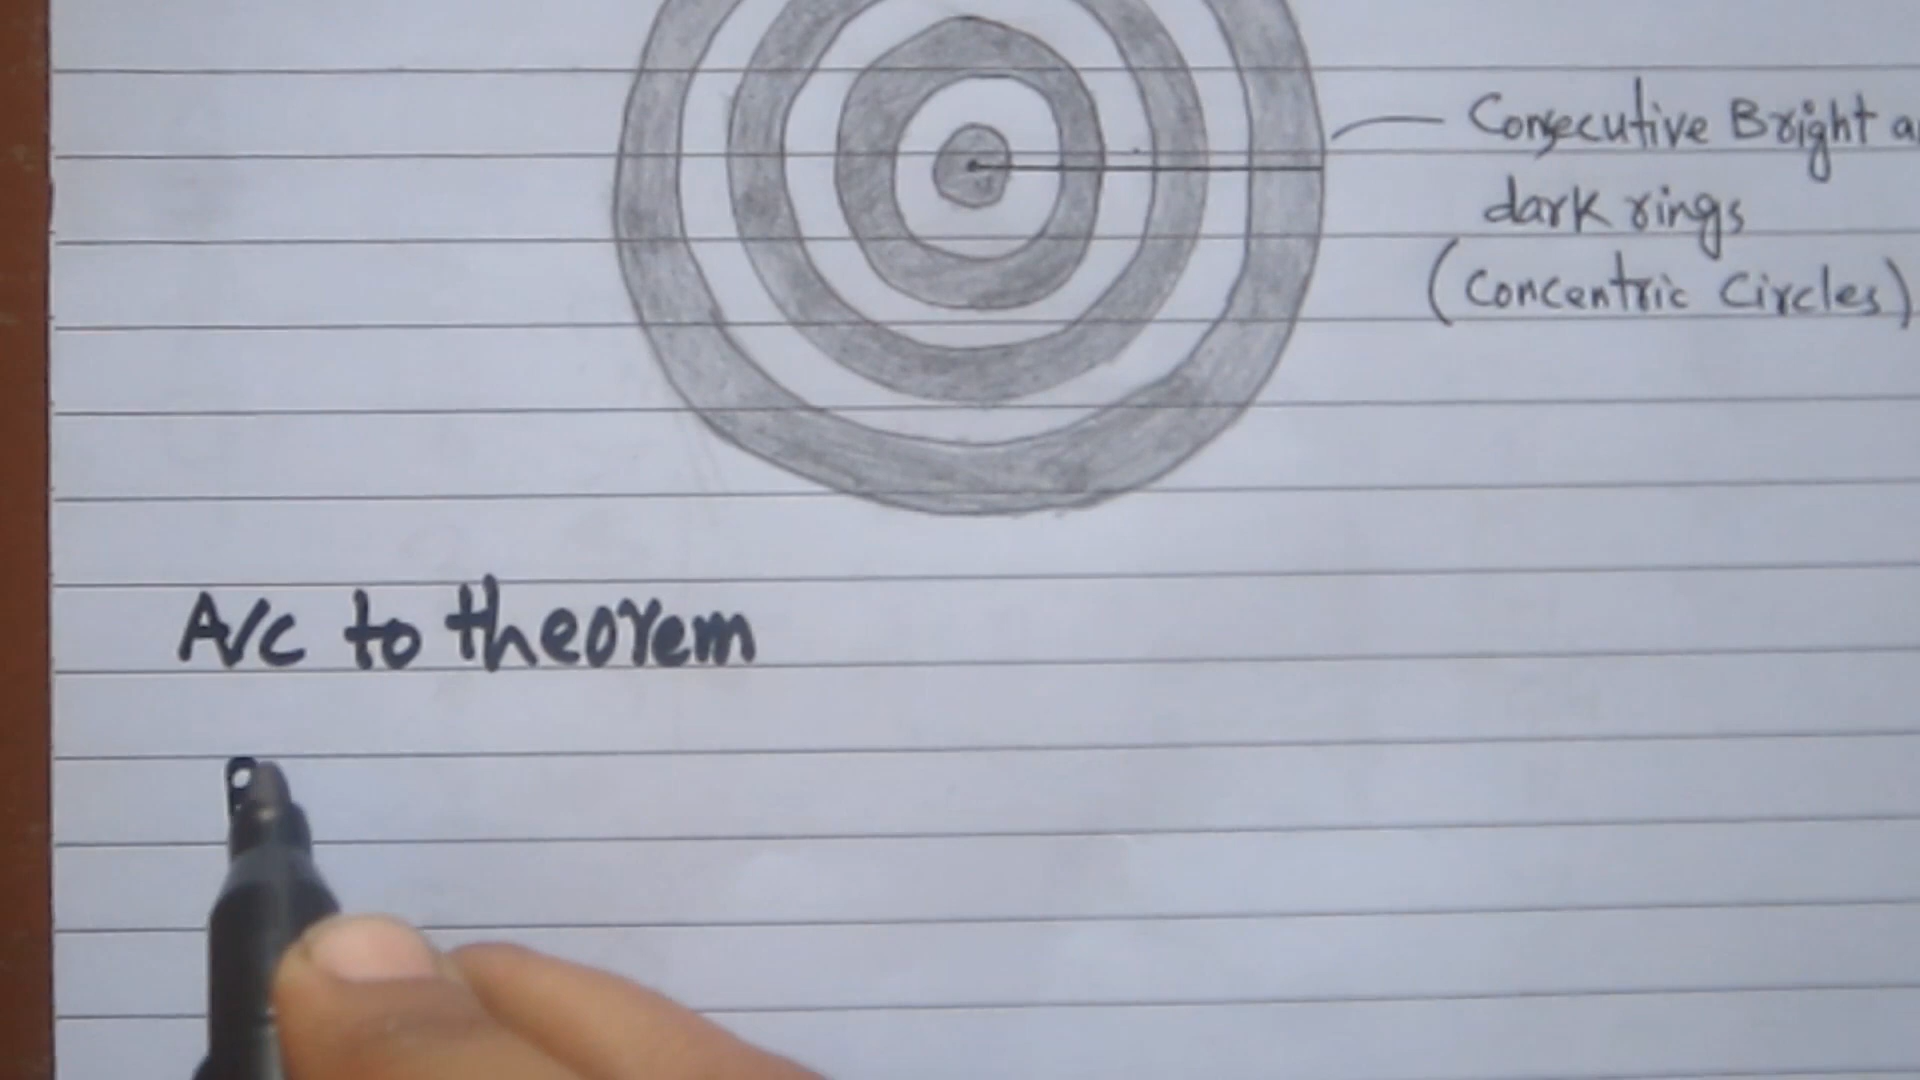 Consecutive Bright
dark rings
(Concentric Circles)
A/c to theorem